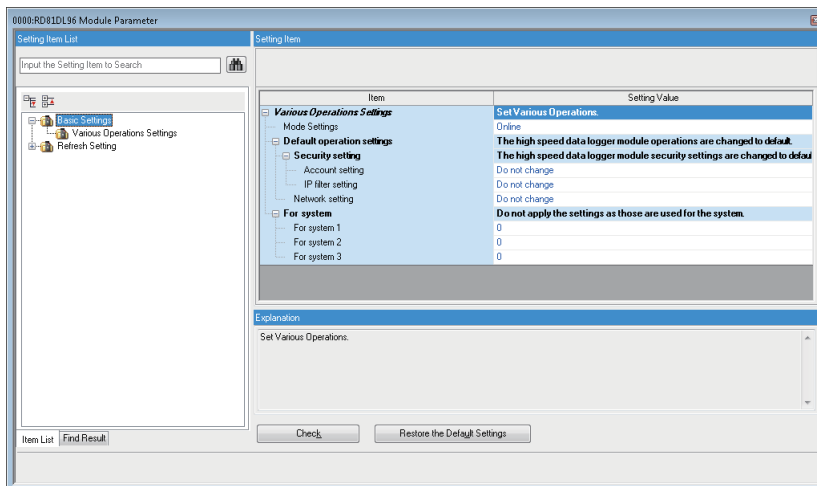 0000:RD81DL96 Module Parameter
Setting Item List
Setting Item
Input the Setting Item to Search
Item
Setting Value
Basic Settings
Various Operations Settings
Refresh Setting
Various Operations Settings
Set Various Operations.
Mode Settings
Online
Default operation settings
The high speed data logger module operations are changed to default.
Security setting
The high speed data logger module security settings are changed to defau
Account setting
Do not change
IP filter setting
Do not change
Network setting
Do not change
For system
Do not apply the settings as those are used for the system.
For system 1
0
For system 2
0
For system 3
0
Explanation
Set Various Operations.
Item List
Find Result
Check
Restore the Default Settings